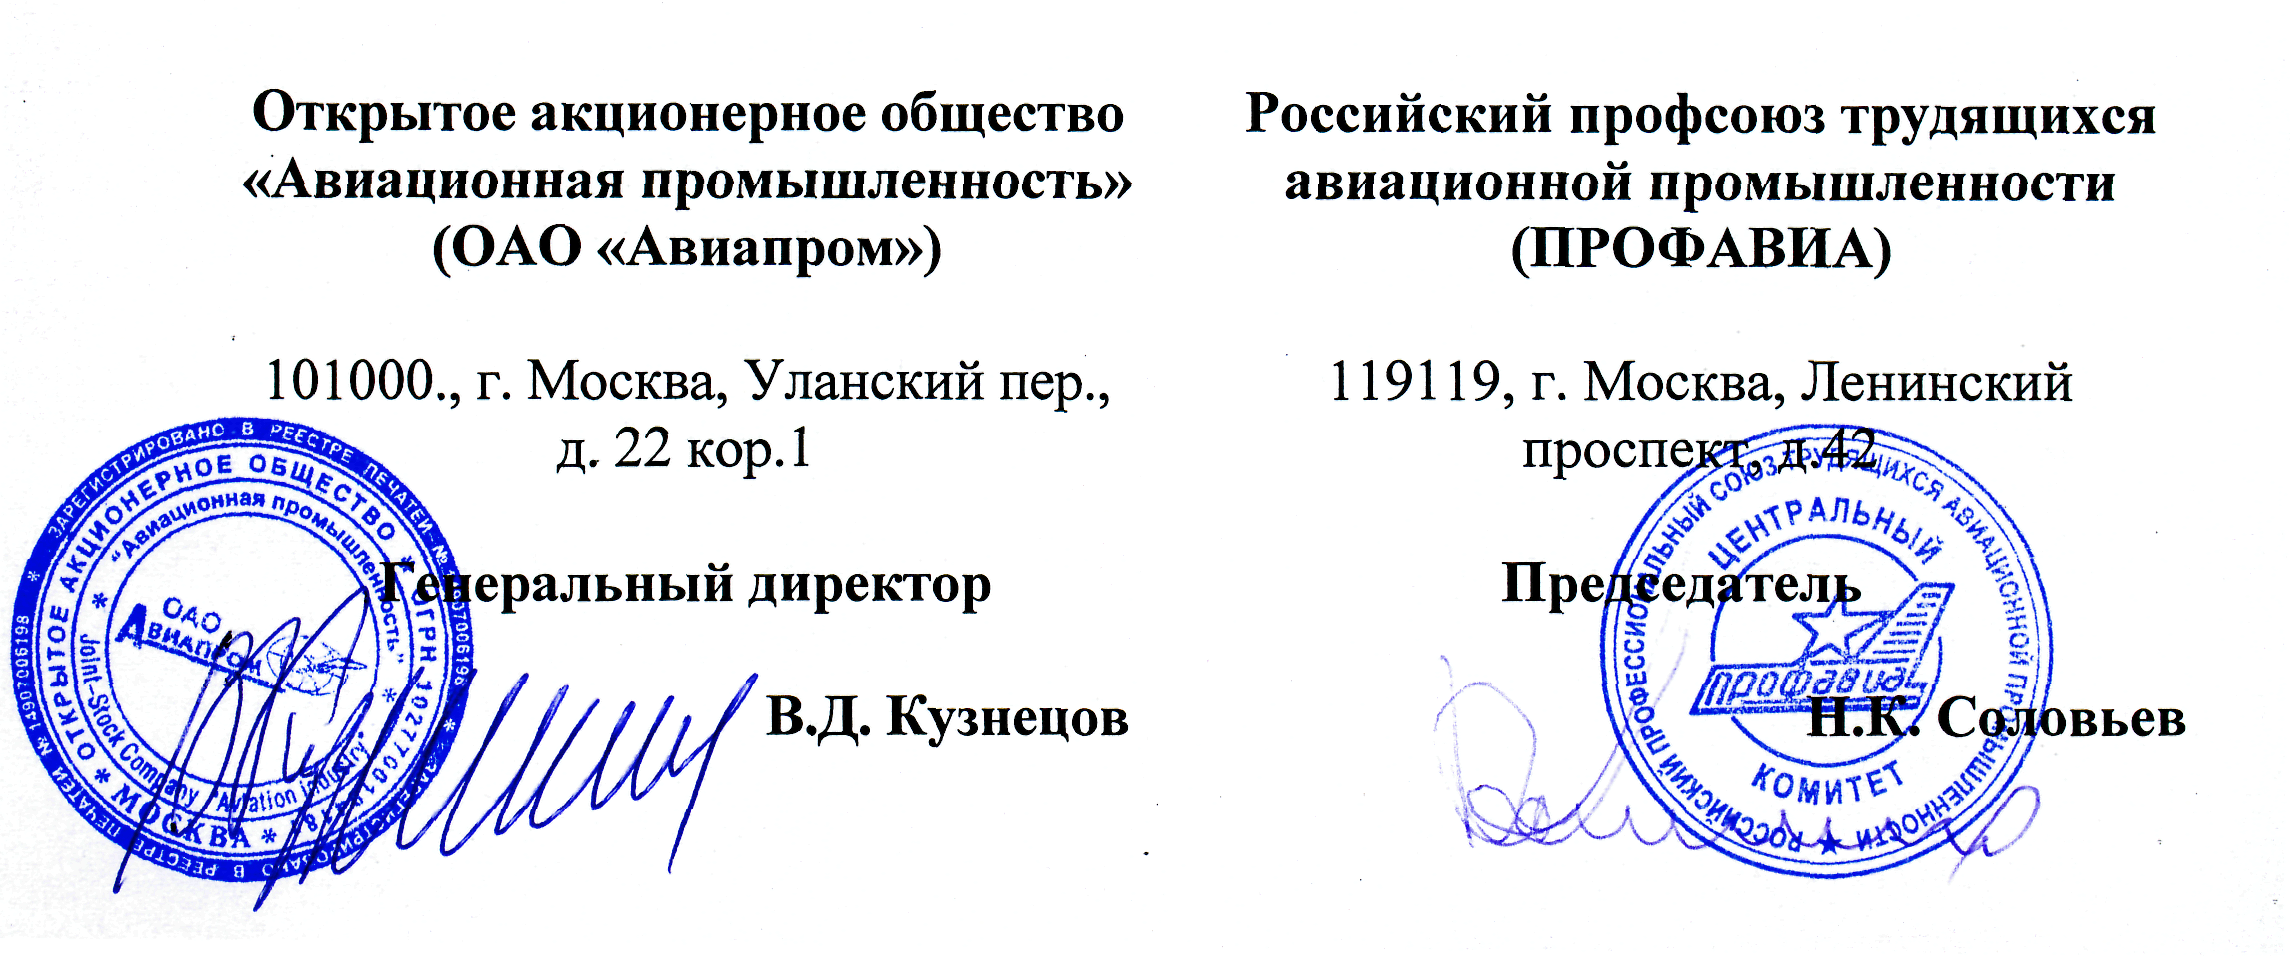 Открытое акционерное общество
«Авиационная промышленность»
(ОАО «Авиапром»)
101000., г. Москва, Уланский пер.,
д. 22 кор.1
Генеральный директор
В.Д. Кузнецов
Российский профсоюз трудящихся
авиационной промышленности
(ПРОФАВИА)
119119, г. Москва, Ленинский
проспект, д.42
Председатель
Н.К. Соловьев
ЗАРЕГИСТРИРОВАНО В РЕЕСТРЕ ПЕЧАТЕЙ №
ОТКРЫТОЕ АКЦИОНЕРНОЕ ОБЩЕСТВО * ОГРН
* МОСКВА *
"Авиационная промышленность"
Joint-Stock Company "Aviation industry"
ОАО
АВИАПРОМ
РОССИЙСКИЙ ПРОФЕССИОНАЛЬНЫЙ СОЮЗ ТРУДЯЩИХСЯ АВИАЦИОННОЙ ПРОМЫШЛЕННОСТИ
ЦЕНТРАЛЬНЫЙ
профавиа
КОМИТЕТ